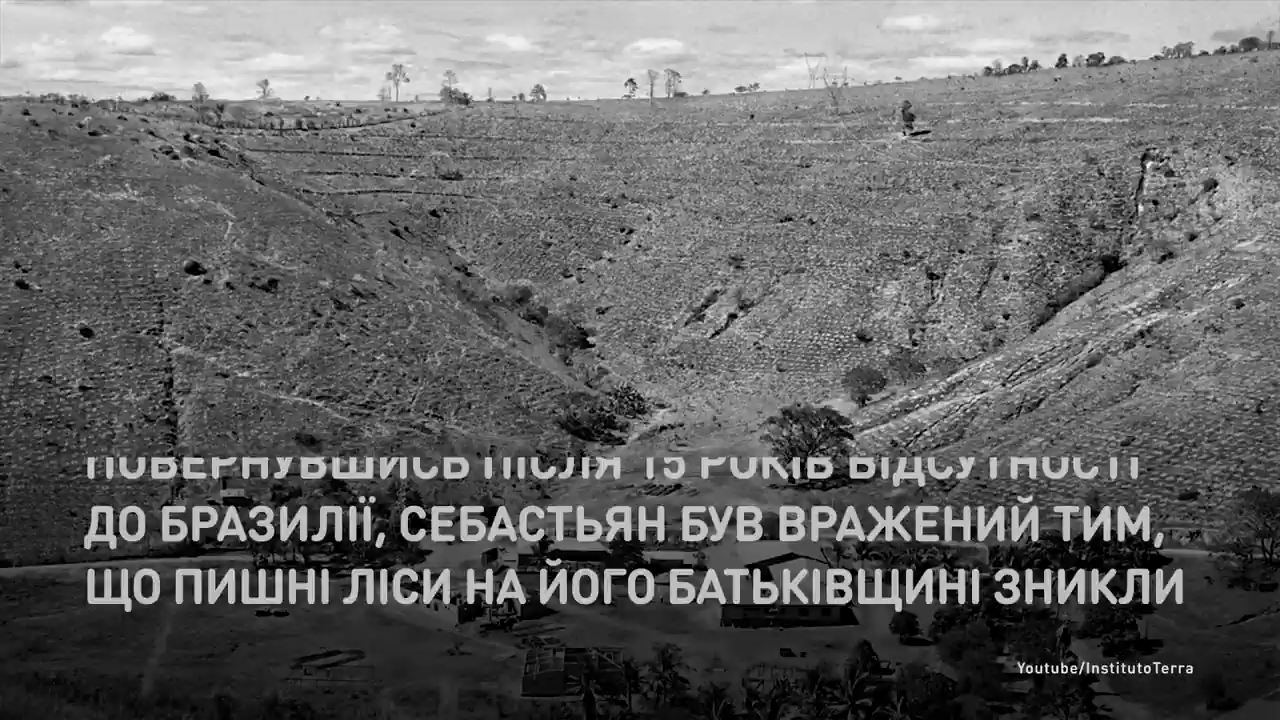 ПОВЕРНУВШИСЬ ПІСЛЯ 15 РОКІВ ВІДСУТНОСТІ
ДО БРАЗИЛІЇ, СЕБАСТЬЯН БУВ ВРАЖЕНИЙ ТИМ,
ЩО ПИШНІ ЛІСИ НА ЙОГО БАТЬКІВЩИНІ ЗНИКЛИ
Youtube/InstitutoTerra